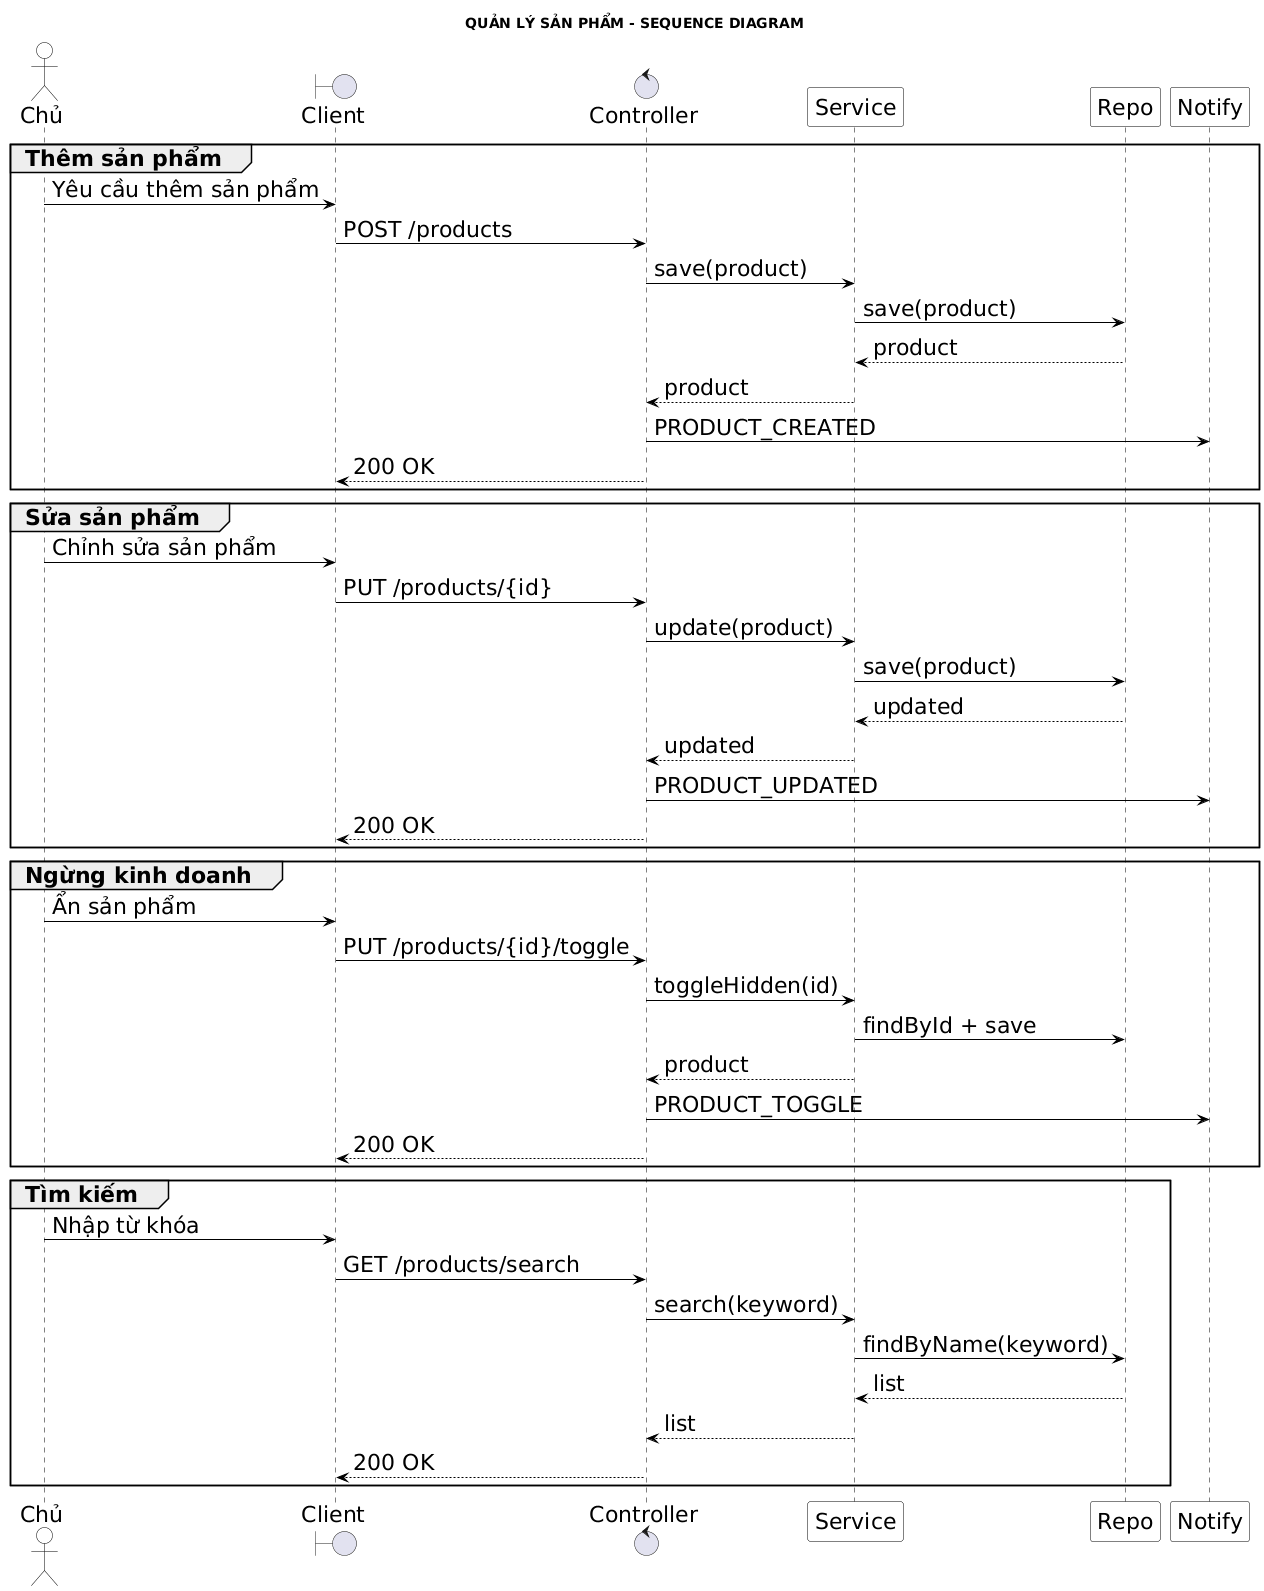 QUẢN LÝ SẢN PHẨM - SEQUENCE DIAGRAM
Chủ
Client
Controller
Service
Repo
Notify
Thêm sản phẩm
Yêu cầu thêm sản phẩm
POST /products
save(product)
save(product)
product
product
PRODUCT_CREATED
200 OK
Sửa sản phẩm
Chỉnh sửa sản phẩm
PUT /products/{id}
update(product)
save(product)
updated
updated
PRODUCT_UPDATED
200 OK
Ngừng kinh doanh
Ẩn sản phẩm
PUT /products/{id}/toggle
toggleHidden(id)
findById + save
product
PRODUCT_TOGGLE
200 OK
Tìm kiếm
Nhập từ khóa
GET /products/search
search(keyword)
findByName(keyword)
list
list
200 OK
Chủ
Client
Controller
Service
Repo
Notify